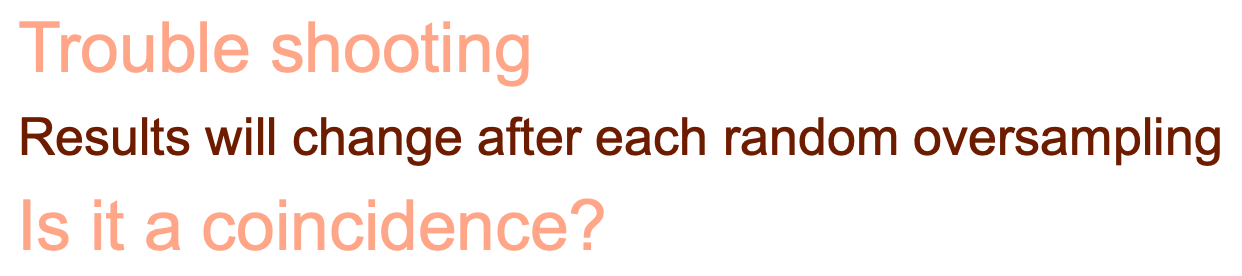 Trouble shooting
Results will change after each random oversampling
Is it a coincidence?